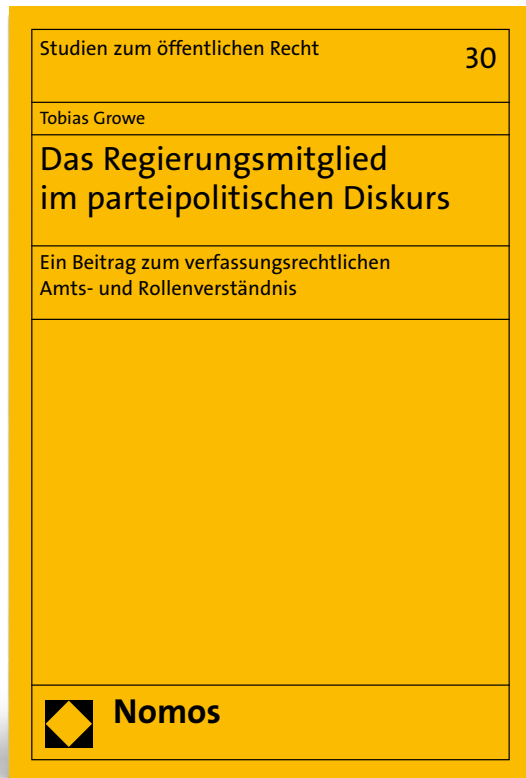 Studien zum öffentlichen Recht
30
Tobias Growe
Das Regierungsmitglied
im parteipolitischen Diskurs
Ein Beitrag zum verfassungsrechtlichen
Amts- und Rollenverständnis
Nomos